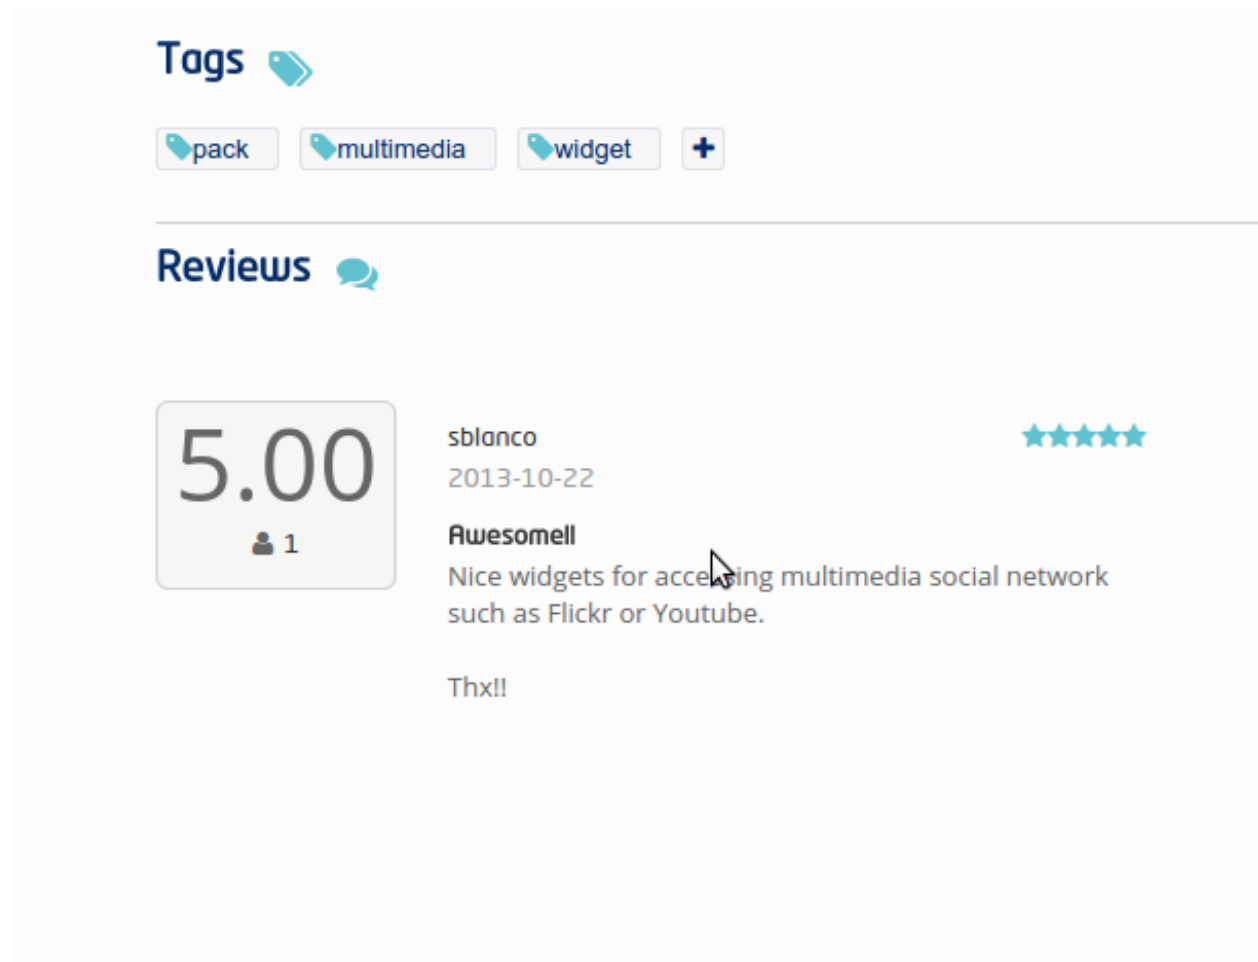 Tags
pack multimedia widget
Reviews
5.00
1
sblanco
2013-10-22
Awesomell
Nice widgets for accessing multimedia social network
such as Flickr or Youtube.
Thx!!